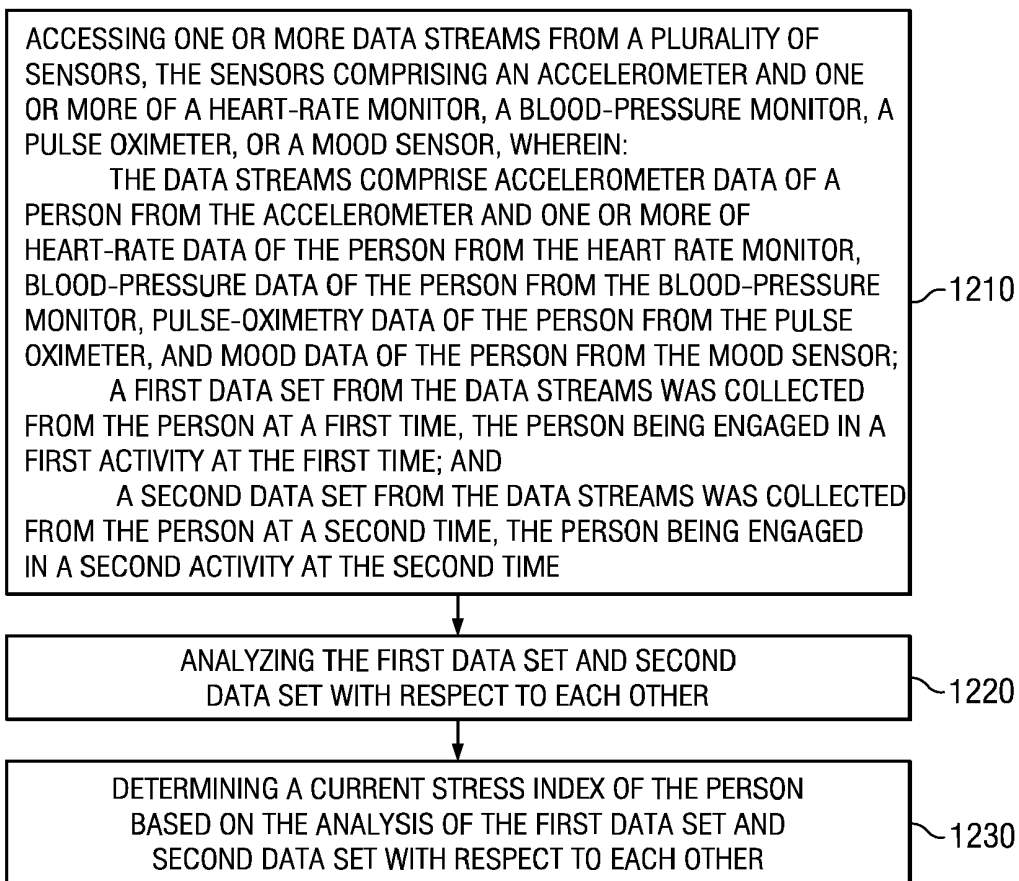 ACCESSING ONE OR MORE DATA STREAMS FROM A PLURALITY OF
SENSORS, THE SENSORS COMPRISING AN ACCELEROMETER AND ONE
OR MORE OF A HEART-RATE MONITOR, A BLOOD-PRESSURE MONITOR, A
PULSE OXIMETER, OR A MOOD SENSOR, WHEREIN:
THE DATA STREAMS COMPRISE ACCELEROMETER DATA OF A
PERSON FROM THE ACCELEROMETER AND ONE OR MORE OF
HEART-RATE DATA OF THE PERSON FROM THE HEART RATE MONITOR,
BLOOD-PRESSURE DATA OF THE PERSON FROM THE BLOOD-PRESSURE
MONITOR, PULSE-OXIMETRY DATA OF THE PERSON FROM THE PULSE
OXIMETER, AND MOOD DATA OF THE PERSON FROM THE MOOD SENSOR;
A FIRST DATA SET FROM THE DATA STREAMS WAS COLLECTED
FROM THE PERSON AT A FIRST TIME, THE PERSON BEING ENGAGED IN A
FIRST ACTIVITY AT THE FIRST TIME; AND
A SECOND DATA SET FROM THE DATA STREAMS WAS COLLECTED
FROM THE PERSON AT A SECOND TIME, THE PERSON BEING ENGAGED
IN A SECOND ACTIVITY AT THE SECOND TIME
1210
ANALYZING THE FIRST DATA SET AND SECOND
DATA SET WITH RESPECT TO EACH OTHER
1220
DETERMINING A CURRENT STRESS INDEX OF THE PERSON
BASED ON THE ANALYSIS OF THE FIRST DATA SET AND
SECOND DATA SET WITH RESPECT TO EACH OTHER
1230